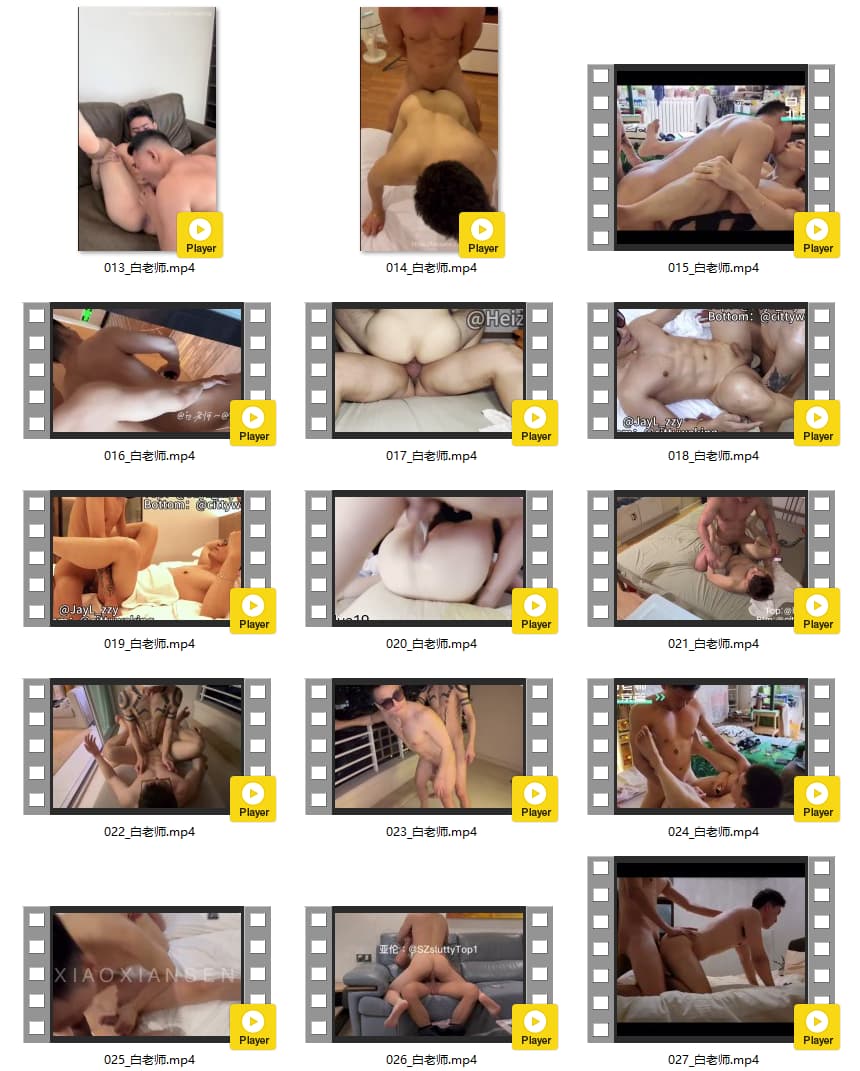 Player
Player
013_白老师.mp4
014_白老师.mp4
Player
015_白老师.mp4
@Heiz
Bottom: @cittyw
@JayL_zzy
Player
Player
Player
016_白老师.mp4
017_白老师.mp4
018_白老师.mp4
Bottom: @cittyw
@JayL_zzy
Player
Player
Player
019_白老师.mp4
020_白老师.mp4
021_白老师.mp4
Player
Player
Player
022_白老师.mp4
023_白老师.mp4
024_白老师.mp4
XIAOXIANSEN
亚伦：@SZsluttyTop1
Player
Player
Player
025_白老师.mp4
026_白老师.mp4
027_白老师.mp4